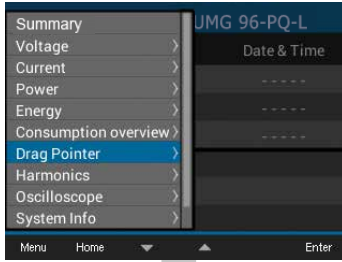 Summary
UMG 96-PQ-L
Voltage
Date & Time
Current
Power
Energy
Consumption overview
Drag Pointer
Harmonics
Oscilloscope
System Info
Menu Home Enter